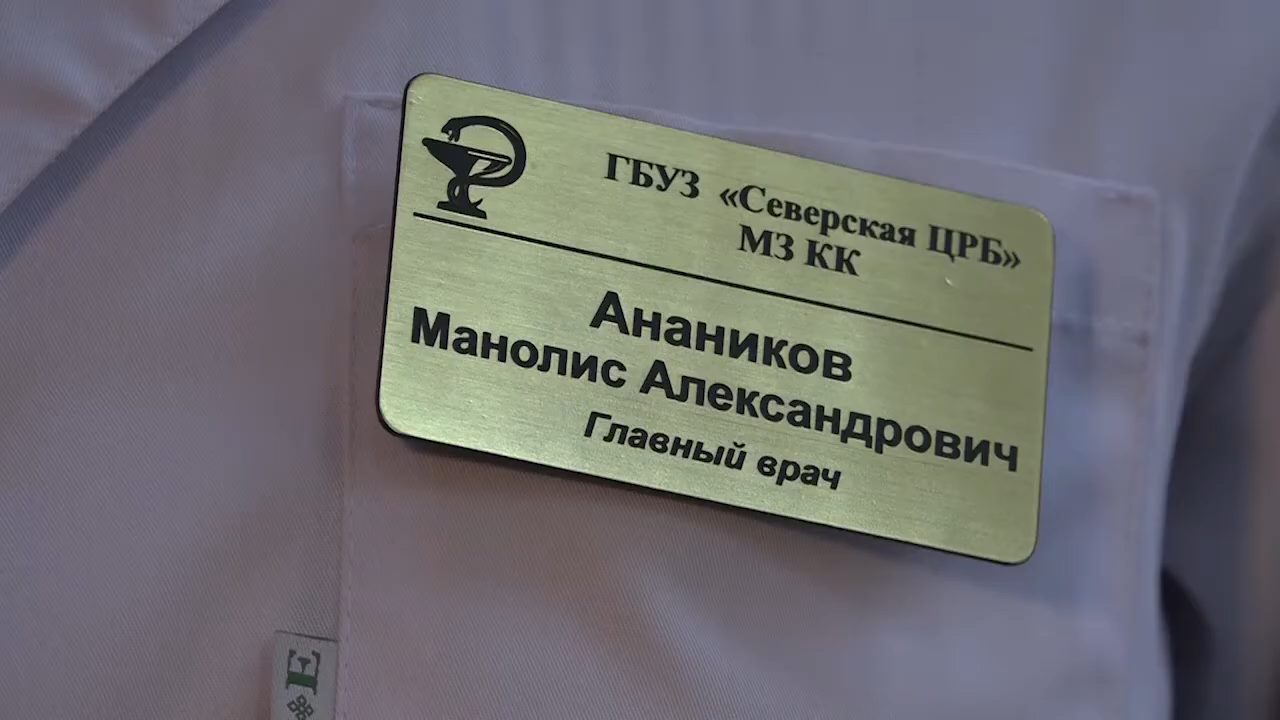 ГБУЗ «Северская ЦРБ»
МЗ КК
Анаников
Манолис Александрович
Главный врач